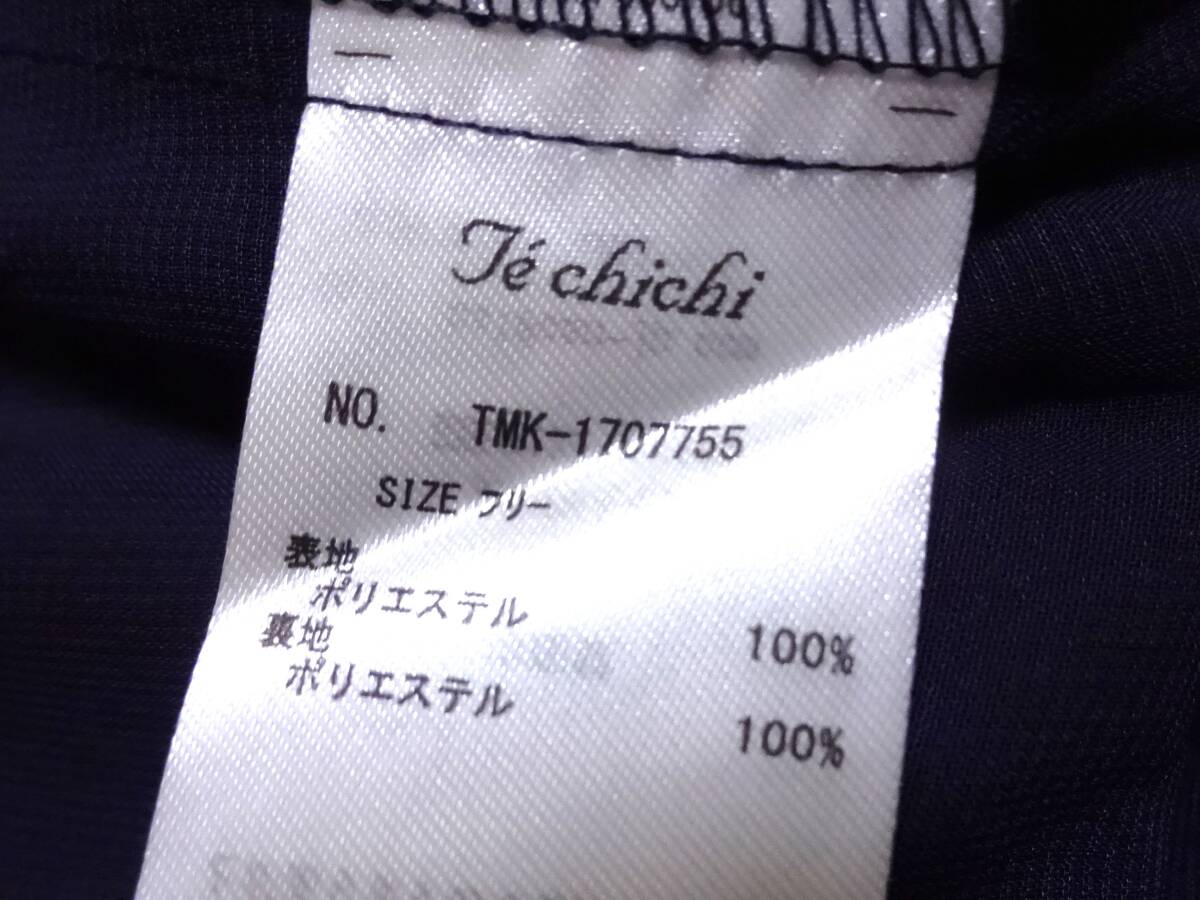 Té chichi
NO. TMK-1707755
SIZE フリー
表地
ポリエステル 100%
裏地
ポリエステル 100%